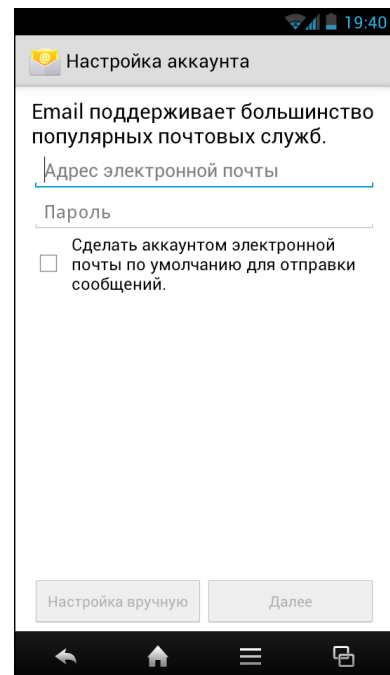 19:40
Настройка аккаунта
Email поддерживает большинство
популярных почтовых служб.
Адрес электронной почты
Пароль
Сделать аккаунтом электронной
почты по умолчанию для отправки
сообщений.
Настройка вручную
Далее